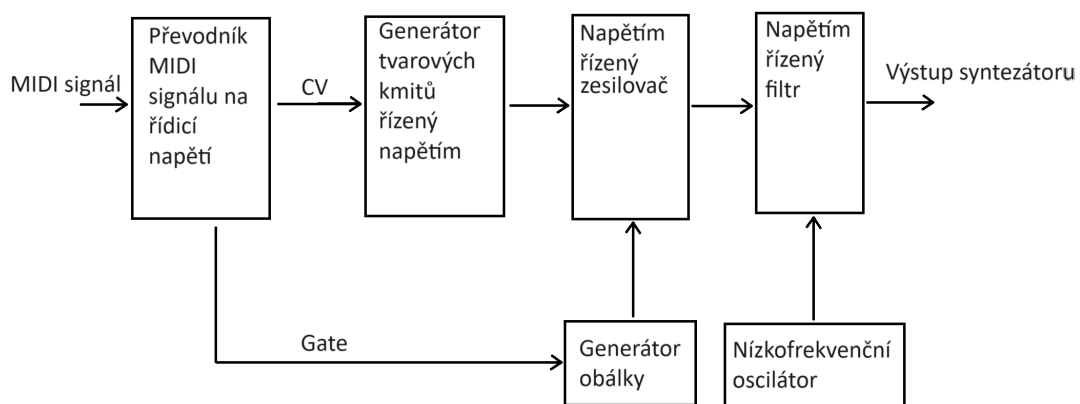 MIDI signál
Převodník
MIDI
signálu na
řídicí
napětí
CV
Generátor
tvarových
kmitů
řízený
napětím
Napětím
řízený
zesilovač
Napětím
řízený
filtr
Výstup syntezátoru
Gate
Generátor
obálky
Nízkofrekvenční
oscilátor